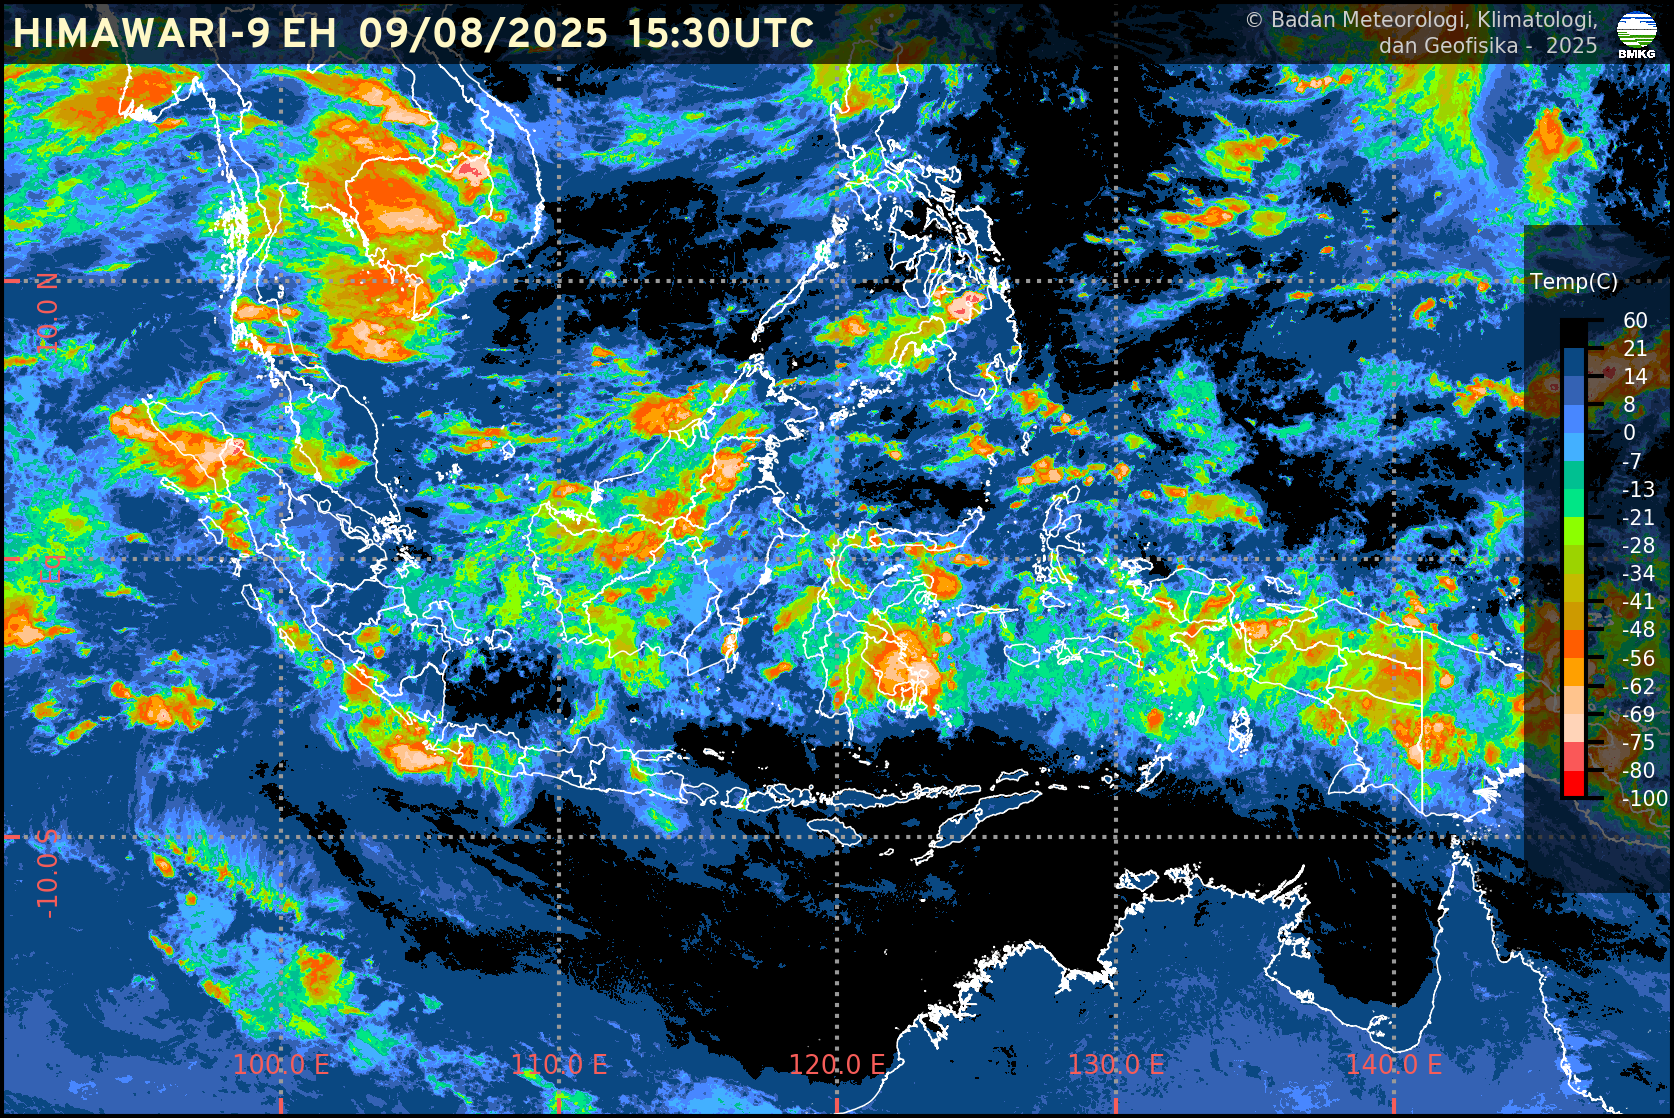 HIMAWARI-9 EH 09/08/2025 15:30UTC
© Badan Meteorologi, Klimatologi,
dan Geofisika - 2025
BMKG
Temp(C)
60
21
14
8
0
-7
-13
-21
-28
-34
-41
-48
-56
-62
-69
-75
-80
-100
10.0 N
Eq
-10.0 S
100.0 E
110.0 E
120.0 E
130.0 E
140.0 E